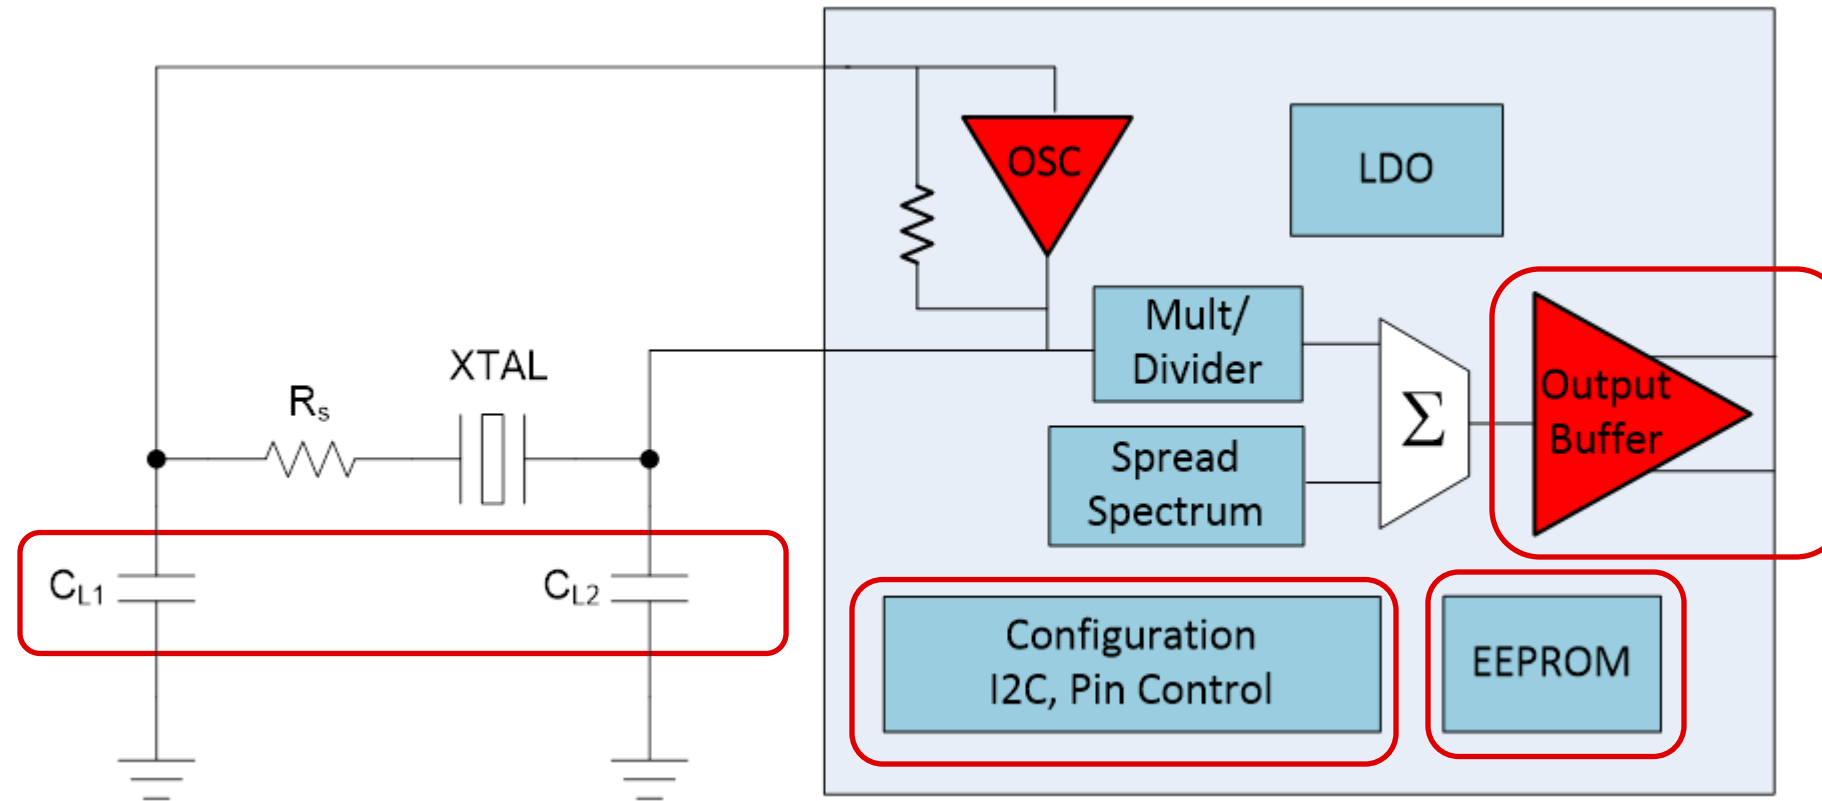 OSC
LDO
Mult/
Divider
XTAL
Rs
Σ
Output
Buffer
Spread
Spectrum
CL1
CL2
Configuration
I2C, Pin Control
EEPROM